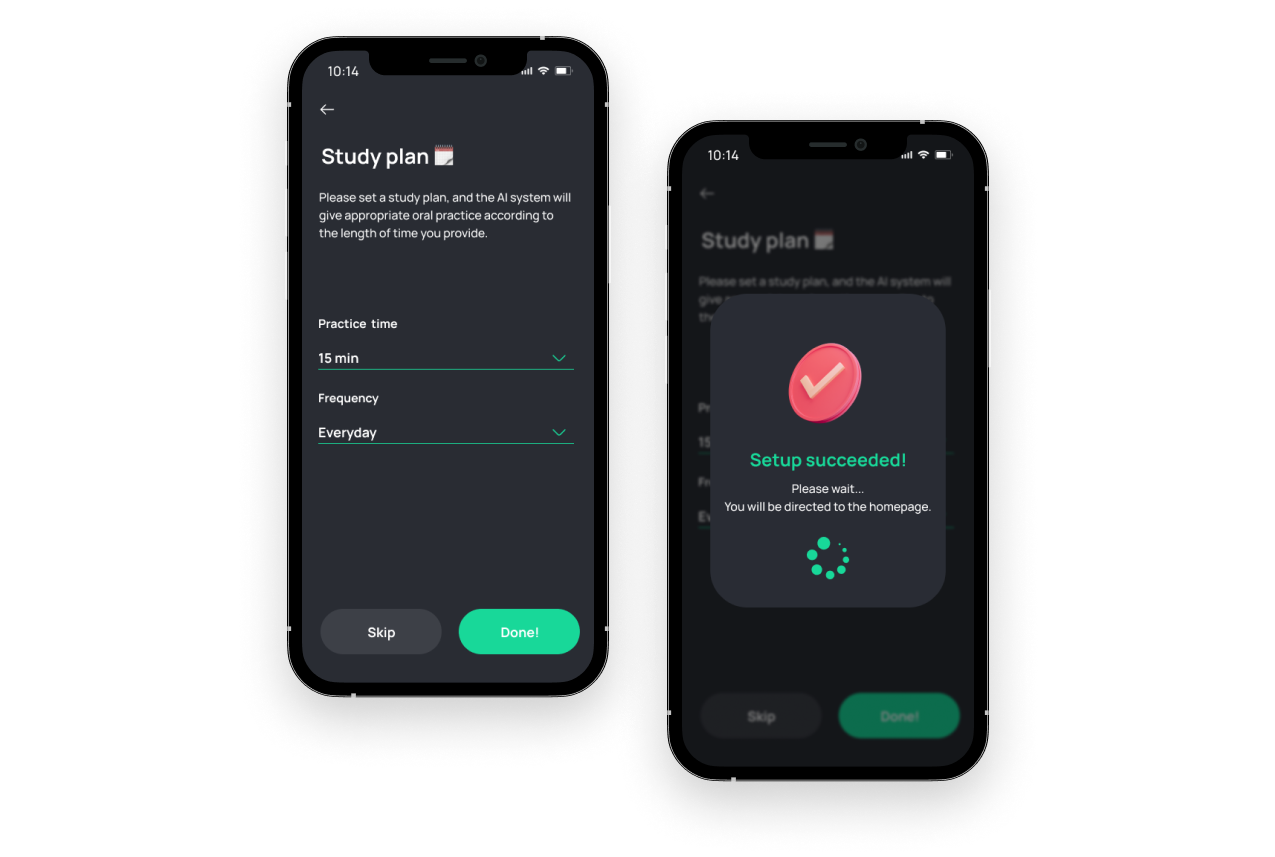 10:14
Study plan
Please set a study plan, and the AI system will
give appropriate oral practice according to
the length of time you provide.
Practice time
15 min
Frequency
Everyday
Skip
Done!
10:14
Study plan
Please set a study plan, and the AI system will
Setup succeeded!
Please wait...
You will be directed to the homepage.
Skip
Done!